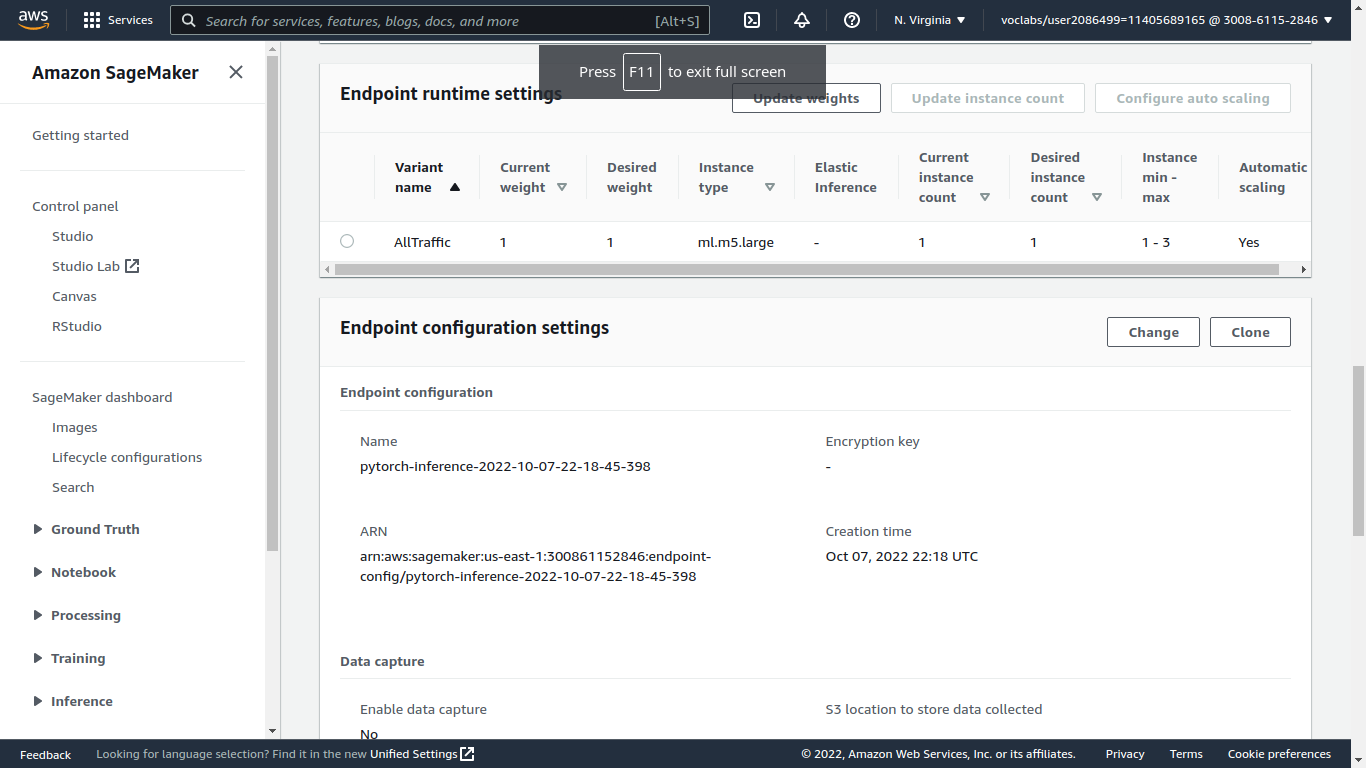 aws
Services
Search for services, features, blogs, docs, and more
[Alt+S]
N. Virginia
voclabs/user2086499=11405689165 @ 3008-6115-2846
Amazon SageMaker
Getting started
Control panel
Studio
Studio Lab
Canvas
RStudio
SageMaker dashboard
Images
Lifecycle configurations
Search
Ground Truth
Notebook
Processing
Training
Inference
Press F11 to exit full screen
Endpoint runtime settings
Update weights
Update instance count
Configure auto scaling
Variant name
Current weight
Desired weight
Instance type
Elastic Inference
Current instance count
Desired instance count
Instance min - max
Automatic scaling
AllTraffic 1 1 ml.m5.large - 1 1 1 - 3 Yes
Endpoint configuration settings
Change
Clone
Endpoint configuration
Name
pytorch-inference-2022-10-07-22-18-45-398
Encryption key
-
ARN
arn:aws:sagemaker:us-east-1:300861152846:endpoint-
config/pytorch-inference-2022-10-07-22-18-45-398
Creation time
Oct 07, 2022 22:18 UTC
Data capture
Enable data capture
No
S3 location to store data collected
Feedback
Looking for language selection? Find it in the new Unified Settings
© 2022, Amazon Web Services, Inc. or its affiliates.
Privacy
Terms
Cookie preferences